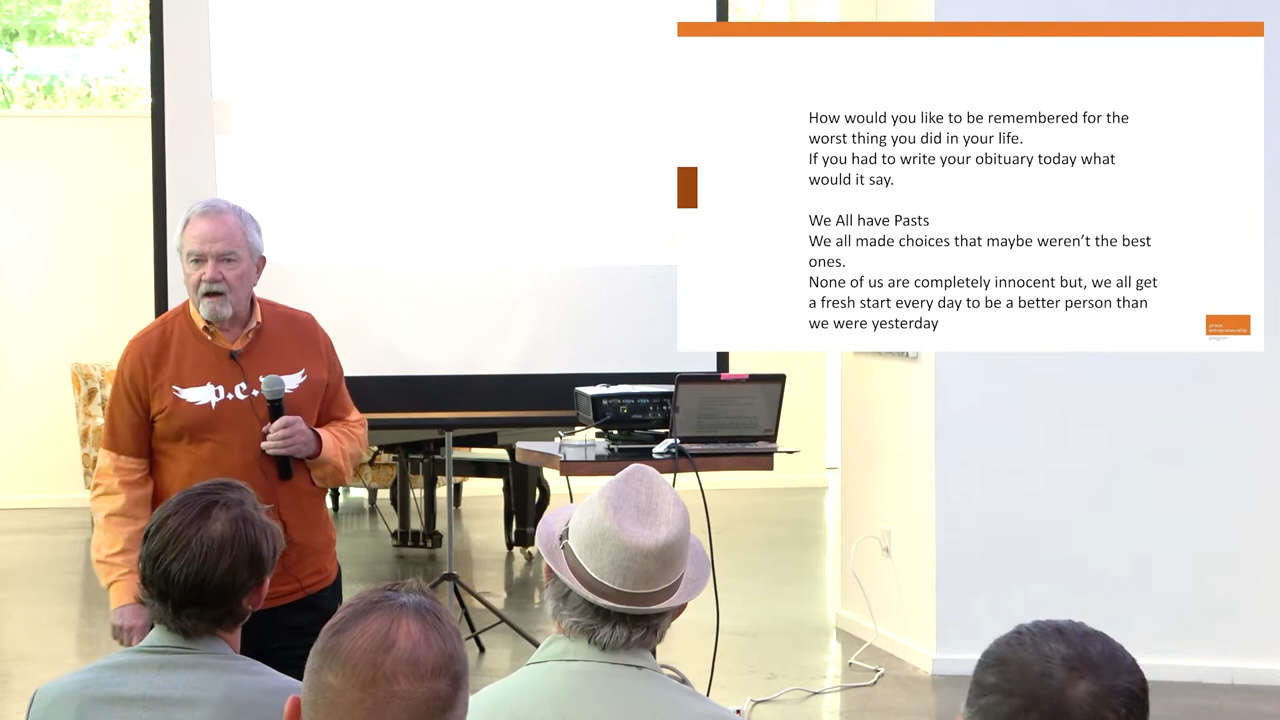 How would you like to be remembered for the
worst thing you did in your life.
If you had to write your obituary today what
would it say.
We All have Pasts
We all made choices that maybe weren't the best
ones.
None of us are completely innocent but, we all get
a fresh start every day to be a better person than
we were yesterday
prison
entrepreneurship
program
p.e.